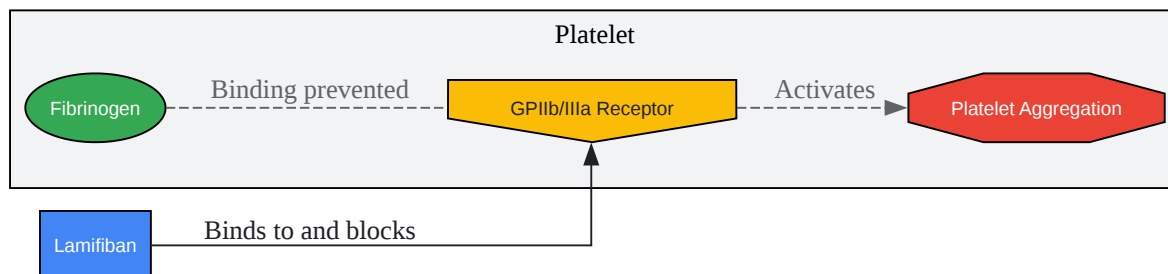 Platelet
Fibrinogen
Binding prevented
GPIIb/IIIa Receptor
Activates
Platelet Aggregation
Lamifiban
Binds to and blocks